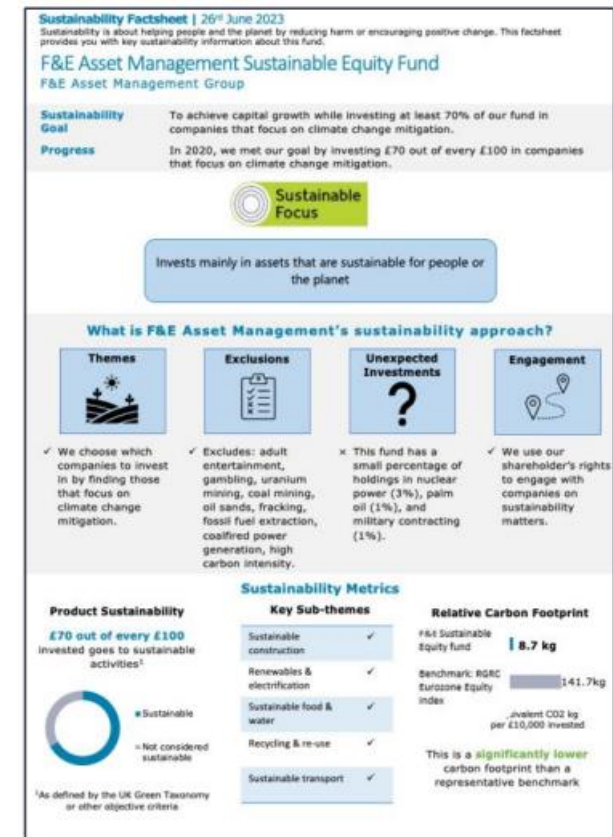 Sustainability Factsheet | 26rd June 2023
Sustainability is about helping people and the planet by reducing harm or encouraging positive change. This factsheet
provides you with key sustainability information about this fund.
F&E Asset Management Sustainable Equity Fund
F&E Asset Management Group
Sustainability
Goal
To achieve capital growth while investing at least 70% of our fund in
companies that focus on climate change mitigation.
Progress
In 2020, we met our goal by investing £70 out of every £100 in companies
that focus on climate change mitigation.
Sustainable
Focus
Invests mainly in assets that are sustainable for people or
the planet
What is F&E Asset Management's sustainability approach?
Themes
✓ We choose which
companies to invest
in by finding those
that focus on
climate change
mitigation.
Exclusions
✓ Excludes: adult
entertainment,
gambling, uranium
mining, coal mining,
oil sands, fracking,
fossil fuel extraction,
coalfired power
generation, high
carbon intensity.
Unexpected
Investments
?
× This fund has a
small percentage of
holdings in nuclear
power (3%), palm
oil (1%), and
military contracting
(1%).
Engagement
✓ We use our
shareholder's rights
to engage with
companies on
sustainability
matters.
Sustainability Metrics
Product Sustainability
£70 out of every £100
invested goes to sustainable
activities¹
Sustainable
Not considered
sustainable
¹As defined by the UK Green Taxonomy
or other objective criteria
Key Sub-themes
Sustainable
construction ✓
Renewables &
electrification ✓
Sustainable food &
water ✓
Recycling & re-use ✓
Sustainable transport ✓
Relative Carbon Footprint
F&E Sustainable
Equity fund
8.7 kg
Benchmark: RGRC
Eurozone Equity
index
141.7kg
CO2 kg
per £10,000 invested
This is a significantly lower
carbon footprint than a
representative benchmark